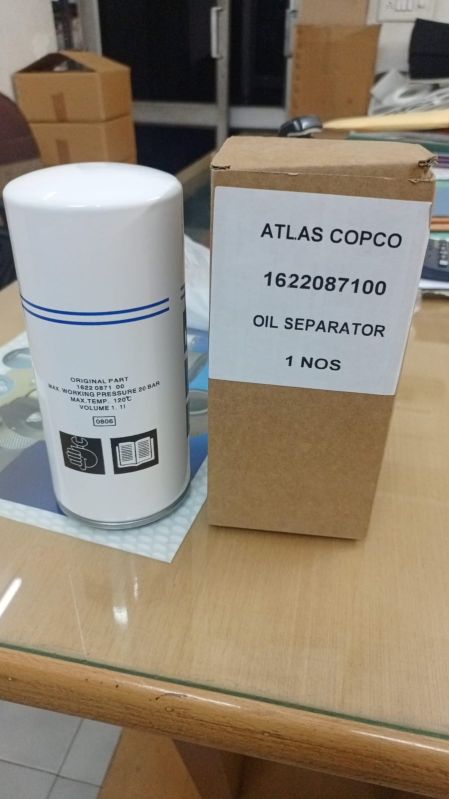 ORIGINAL PART
1622 0871 00
MAX. WORKING PRESSURE 20 BAR
MAX.TEMP. 120℃
VOLUME 1. 1l
0806
ATLAS COPCO
1622087100
OIL SEPARATOR
1 NOS